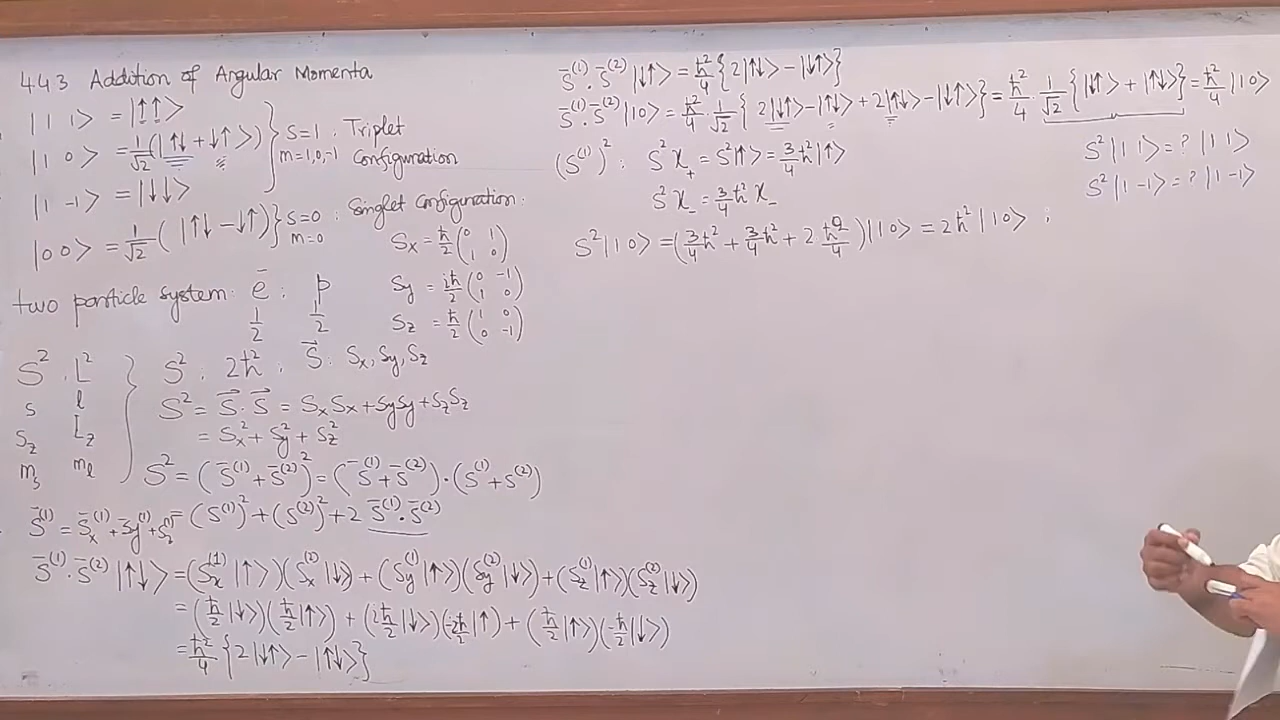 4.4.3 Addition of Angular Momenta
|1 1> = |↑↑>
|1 0> = 1/√2 (|↑↓ + ↓↑>)
|1 -1> = |↓↓>
} S=1 . Triplet
m=1,0,-1 Configuration
|0 0> = 1/√2 ( |↑↓ - ↓↑) } S=0 : Singlet Configuration:
m=0
two particle system: ē : p
1/2 1/2
Sx = ħ/2 (0 1 1 0)
Sy = iħ/2 (0 -1 1 0)
Sz = ħ/2 (1 0 0 -1)
S² . L²
s l
Sz Lz
ms ml
S² : 2ħ² : S⃗ : Sx, Sy, Sz
S² = S⃗ . S⃗ = SxSx + SySy + SzSz
= Sx² + Sy² + Sz²
S² = (S̄⁽¹⁾ + S̄⁽²⁾)² = (S̄⁽¹⁾ + S̄⁽²⁾) · (S⁽¹⁾ + S⁽²⁾)
= (S⁽¹⁾)² + (S⁽²⁾)² + 2 S̄⁽¹⁾ . S̄⁽²⁾
S̄⁽¹⁾ = S̄x⁽¹⁾ + S̄y⁽¹⁾ + Sz⁽¹⁾
S̄⁽¹⁾ . S̄⁽²⁾ |↑↓> = (Sx⁽¹⁾ |↑>)(Sx⁽²⁾ |↓>) + (Sy⁽¹⁾ |↑>)(Sy⁽²⁾ |↓>) + (Sz⁽¹⁾ |↑>)(Sz⁽²⁾ |↓>)
= (ħ/2 |↓>)(ħ/2 |↑>) + (iħ/2 |↓>)(-iħ/2 |↑) + (ħ/2 |↑>)(-ħ/2 |↓>)
= ħ²/4 {2|↓↑> - |↑↓>}
S̄⁽¹⁾ . S̄⁽²⁾ |↓↑> = ħ²/4 {2|↑↓> - |↓↑>}
S̄⁽¹⁾ . S̄⁽²⁾ |1 0> = ħ²/4 . 1/√2 { 2|↓↑> - |↑↓> + 2|↑↓> - |↓↑> } = ħ²/4 . 1/√2 {|↓↑> + |↑↓>} = ħ²/4 |1 0>
(S⁽¹⁾)² : S² χ₊ = S²|↑> = 3/4 ħ² |↑>
S² χ₋ = 3/4 ħ² χ₋
S² |1 0> = (3/4 ħ² + 3/4 ħ² + 2 ħ²/4) |1 0> = 2ħ² |1 0> ;
S² |1 1> = ? |1 1>
S² |1 -1> = ? |1 -1>